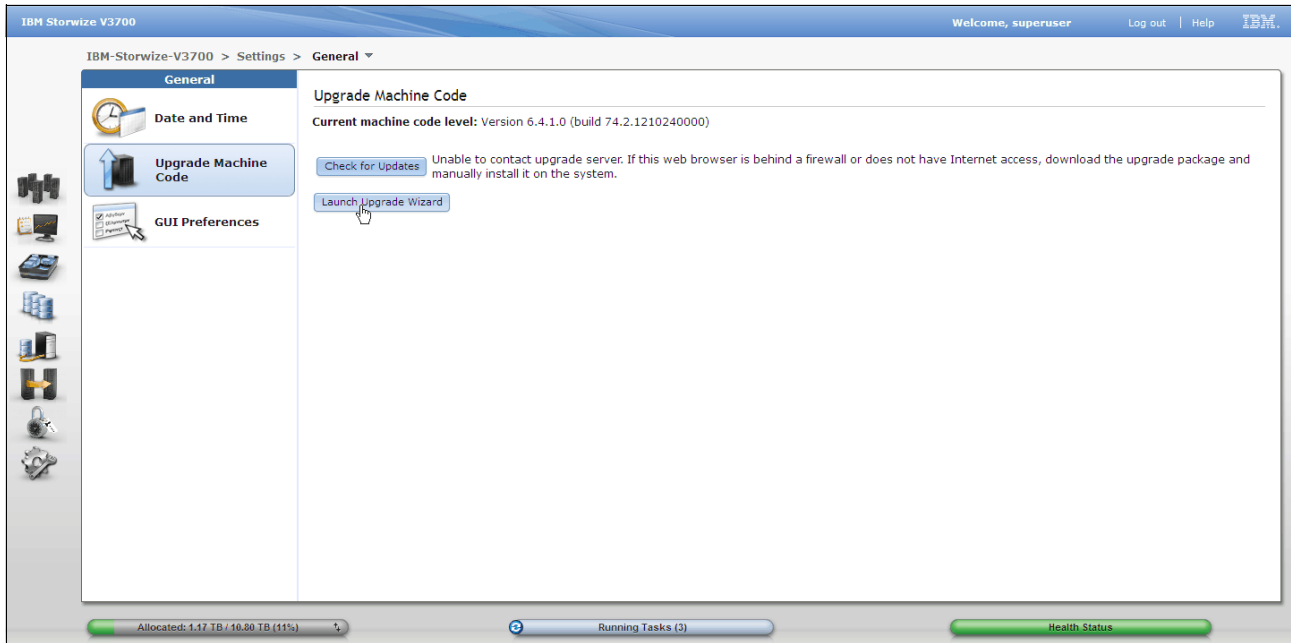 IBM Storwize V3700
Welcome, superuser
Log out | Help
IBM.
IBM-Storwize-V3700 > Settings > General
General
Date and Time
Upgrade Machine
Code
GUI Preferences
Upgrade Machine Code
Current machine code level: Version 6.4.1.0 (build 74.2.1210240000)
Check for Updates
Unable to contact upgrade server. If this web browser is behind a firewall or does not have Internet access, download the upgrade package and
manually install it on the system.
Launch Upgrade Wizard
Allocated: 1.17 TB / 10.80 TB (11%)
Running Tasks (3)
Health Status